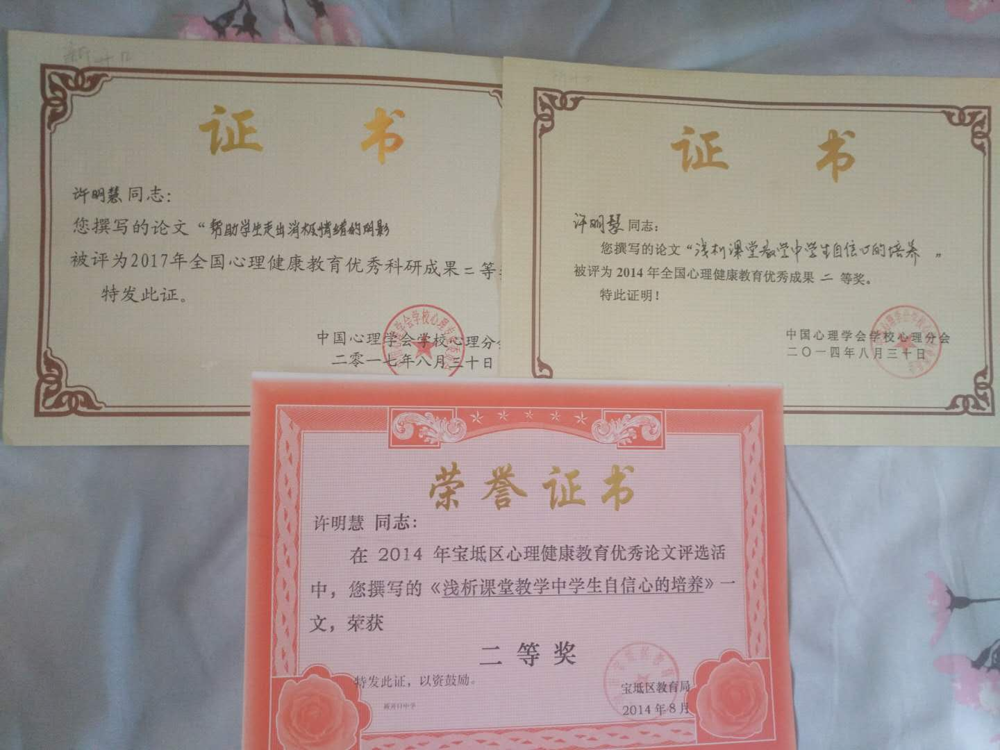 证书
许明慧同志：
您撰写的论文“帮助学生走出消极情绪的阴影
被评为2017年全国心理健康教育优秀科研成果二等
特发此证。
中国心理学会学校心理分会
二零一七年八月三十日
证书
许明慧同志：
您撰写的论文“浅析课堂教学中学生自信心的培养”
被评为2014年全国心理健康教育优秀成果 二 等奖。
特此证明！
中国心理学会学校心理分会
二〇一四年八月三十日
荣誉证书
许明慧 同志：
在 2014 年宝坻区心理健康教育优秀论文评选活
中，您撰写的《浅析课堂教学中学生自信心的培养》一
文，荣获
二等奖
特发此证，以资鼓励。
新开口中学
宝坻区教育局
2014年8月